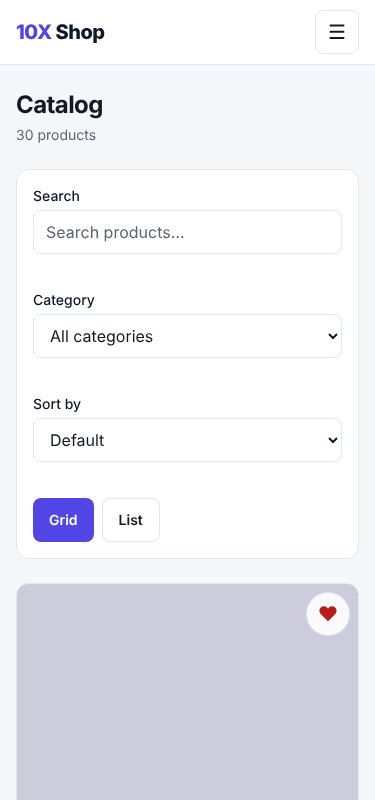 10X Shop
Catalog
30 products
Search
Search products...
Category
All categories
Sort by
Default
Grid
List